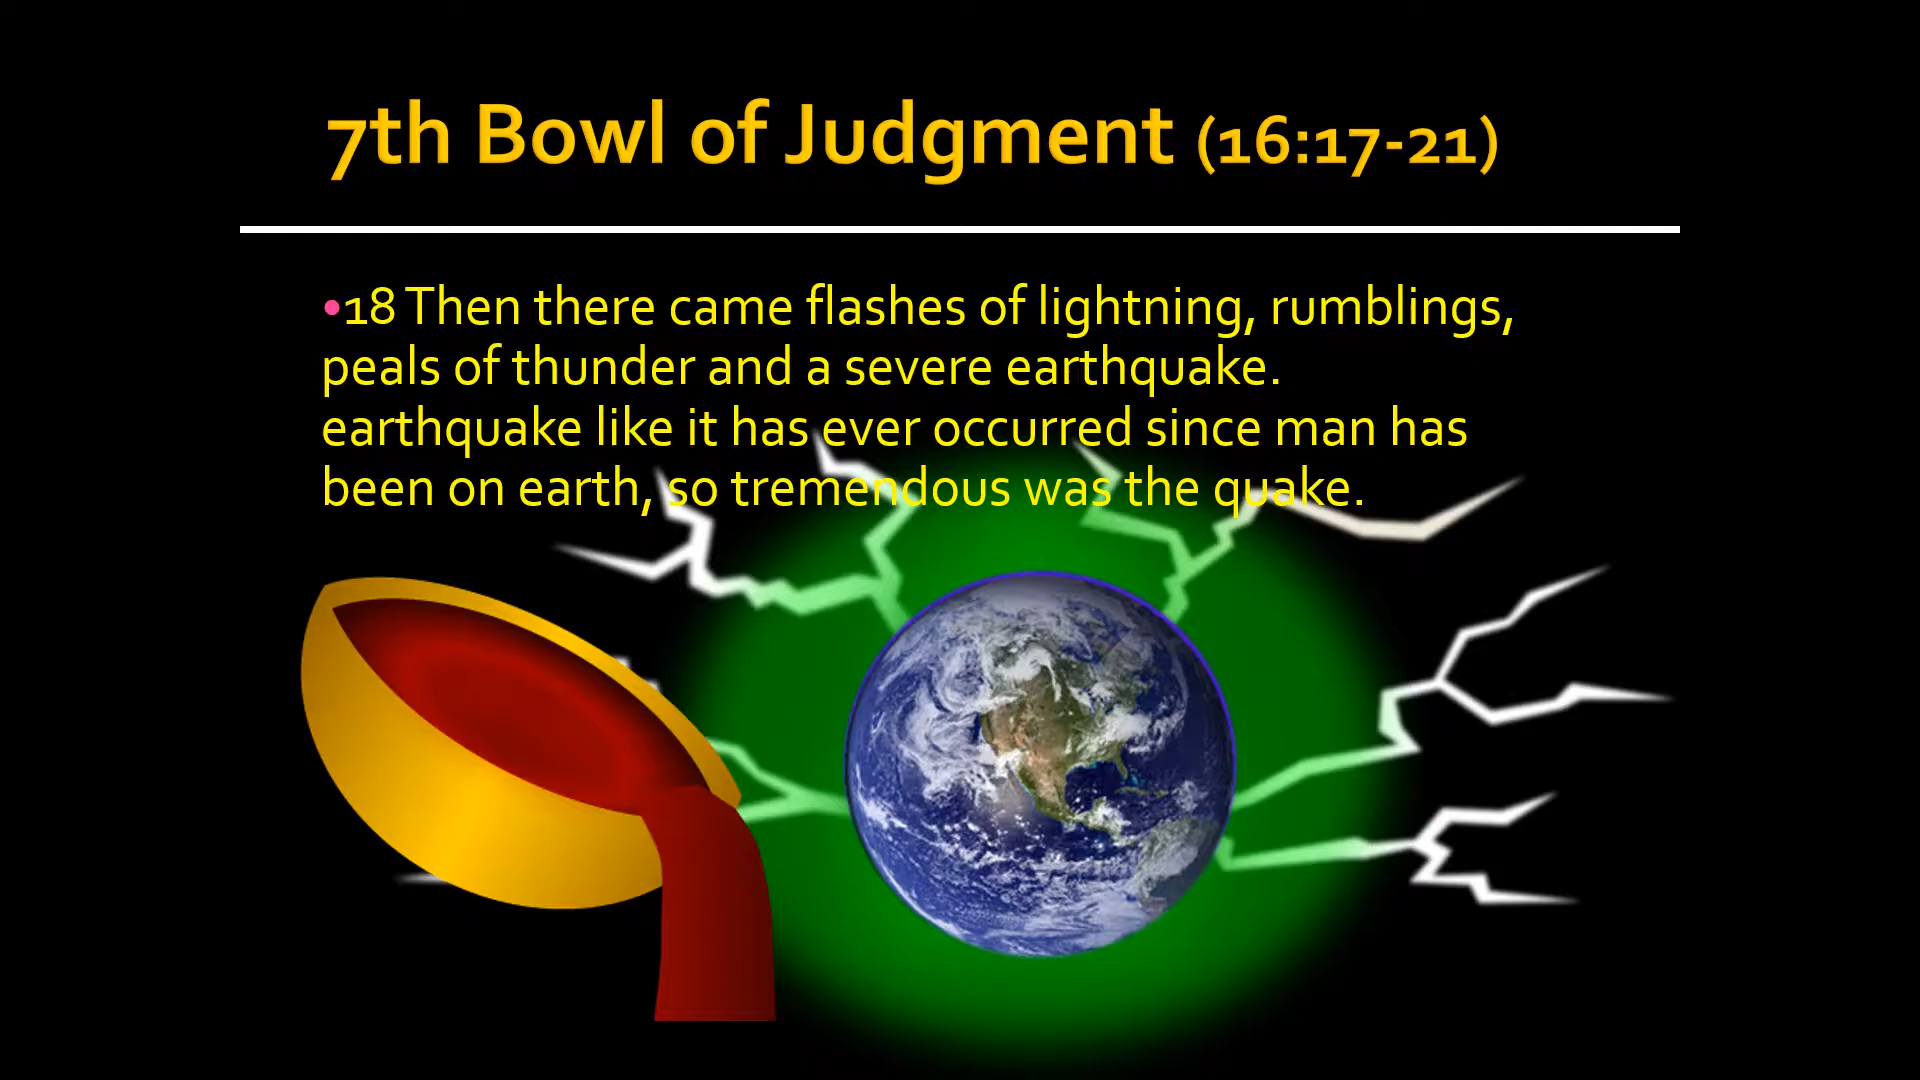 7th Bowl of Judgment (16:17-21)
•18 Then there came flashes of lightning, rumblings,
peals of thunder and a severe earthquake.
earthquake like it has ever occurred since man has
been on earth, so tremendous was the quake.